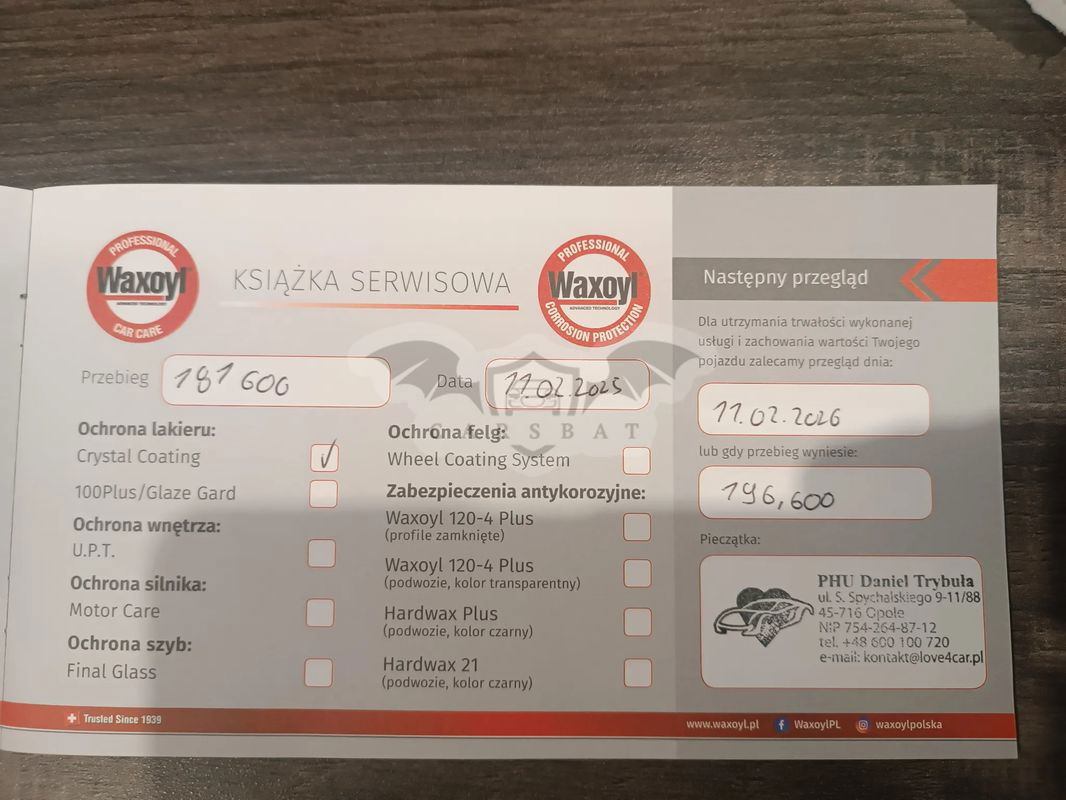 PROFESSIONAL
Waxoyl
ADVANCED TECHNOLOGY
CAR CARE
KSIĄŻKA SERWISOWA
PROFESSIONAL
Waxoyl
ADVANCED TECHNOLOGY
CORROSION PROTECTION
Przebieg 181 600
Data 11.02.2025
CARSBAT
Ochrona lakieru:
Crystal Coating ✓
100Plus/Glaze Gard
Ochrona wnętrza:
U.P.T.
Ochrona silnika:
Motor Care
Ochrona szyb:
Final Glass
Ochrona felg:
Wheel Coating System
Zabezpieczenia antykorozyjne:
Waxoyl 120-4 Plus
(profile zamknięte)
Waxoyl 120-4 Plus
(podwozie, kolor transparentny)
Hardwax Plus
(podwozie, kolor czarny)
Hardwax 21
(podwozie, kolor czarny)
Następny przegląd
Dla utrzymania trwałości wykonanej
usługi i zachowania wartości Twojego
pojazdu zalecamy przegląd dnia:
11.02.2026
lub gdy przebieg wyniesie:
196,600
Pieczątka:
PHU Daniel Trybuła
ul. S. Spychalskiego 9-11/88
45-716 Opole
NIP 754-264-87-12
tel. +48 600 100 720
e-mail: kontakt@love4car.pl
Trusted Since 1939
www.waxoyl.pl WaxoylPL waxoylpolska